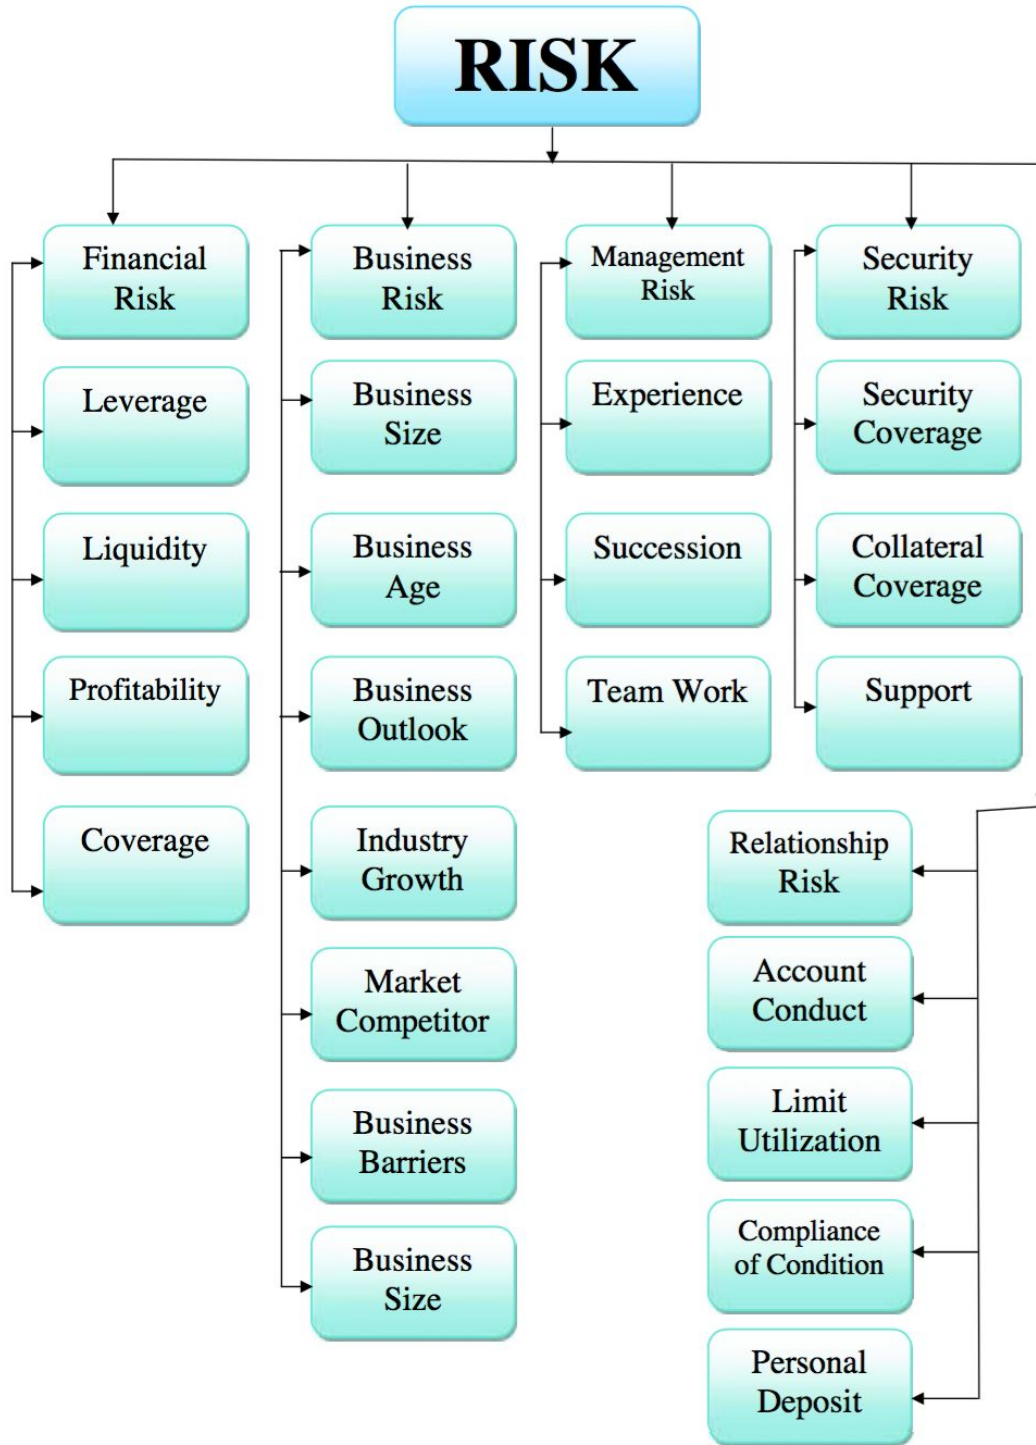 RISK
Financial
Risk
Leverage
Liquidity
Profitability
Coverage
Business
Risk
Business
Size
Business
Age
Business
Outlook
Industry
Growth
Market
Competitor
Business
Barriers
Business
Size
Management
Risk
Experience
Succession
Team Work
Security
Risk
Security
Coverage
Collateral
Coverage
Support
Relationship
Risk
Account
Conduct
Limit
Utilization
Compliance
of Condition
Personal
Deposit